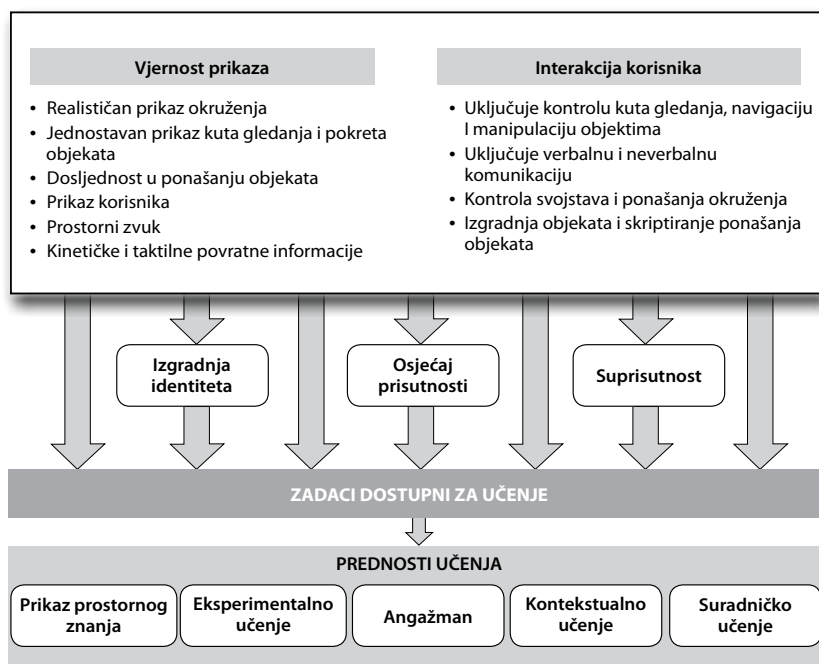 Vjernost prikaza
• Realističan prikaz okruženja
• Jednostavan prikaz kuta gledanja i pokreta
objekata
• Dosljednost u ponašanju objekata
• Prikaz korisnika
• Prostorni zvuk
• Kinetičke i taktilne povratne informacije
Interakcija korisnika
• Uključuje kontrolu kuta gledanja, navigaciju
I manipulaciju objektima
• Uključuje verbalnu i neverbalnu
komunikaciju
• Kontrola svojstava i ponašanja okruženja
• Izgradnja objekata i skriptiranje ponašanja
objekata
Izgradnja
identiteta
Osjećaj
prisutnosti
Suprisutnost
ZADACI DOSTUPNI ZA UČENJE
PREDNOSTI UČENJA
Prikaz prostornog
znanja
Eksperimentalno
učenje
Angažman
Kontekstualno
učenje
Suradničko
učenje